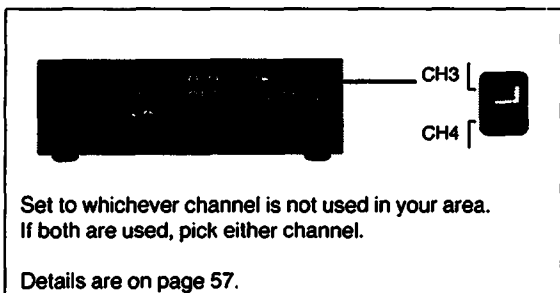 CH3
CH4
Set to whichever channel is not used in your area.
If both are used, pick either channel.
Details are on page 57.